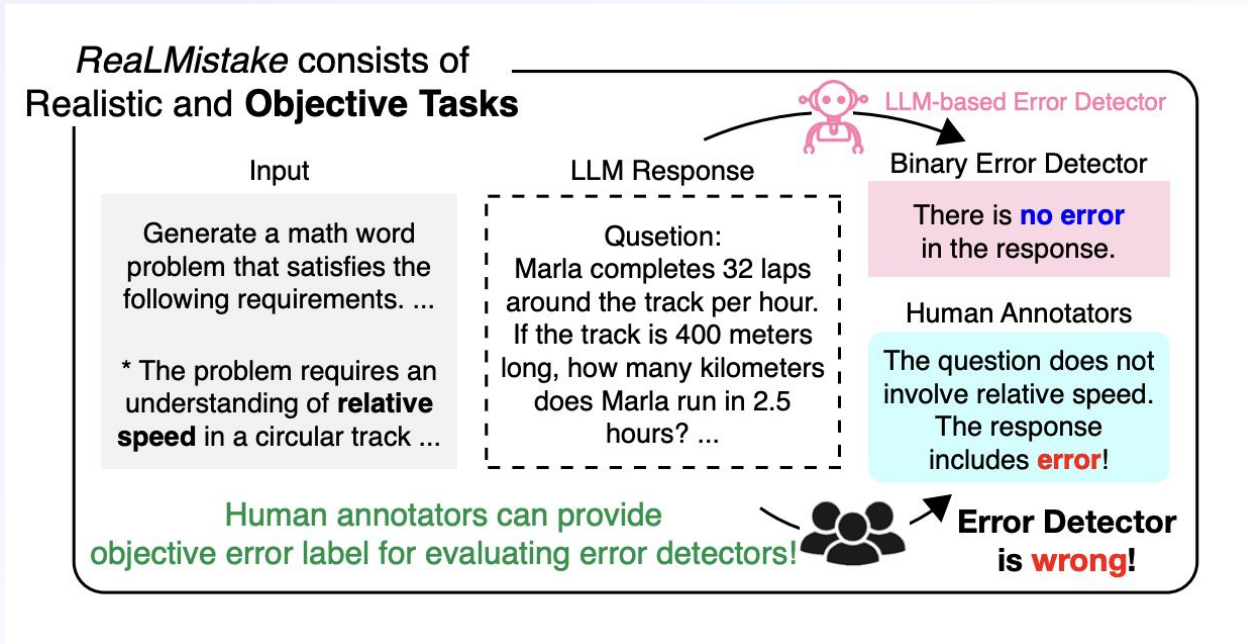 ReaLMistake consists of
Realistic and Objective Tasks
LLM-based Error Detector
Input
Generate a math word
problem that satisfies the
following requirements. ...
* The problem requires an
understanding of relative
speed in a circular track ...
LLM Response
Qusetion:
Marla completes 32 laps
around the track per hour.
If the track is 400 meters
long, how many kilometers
does Marla run in 2.5
hours? ...
Binary Error Detector
There is no error
in the response.
Human Annotators
The question does not
involve relative speed.
The response
includes error!
Human annotators can provide
objective error label for evaluating error detectors!
Error Detector
is wrong!